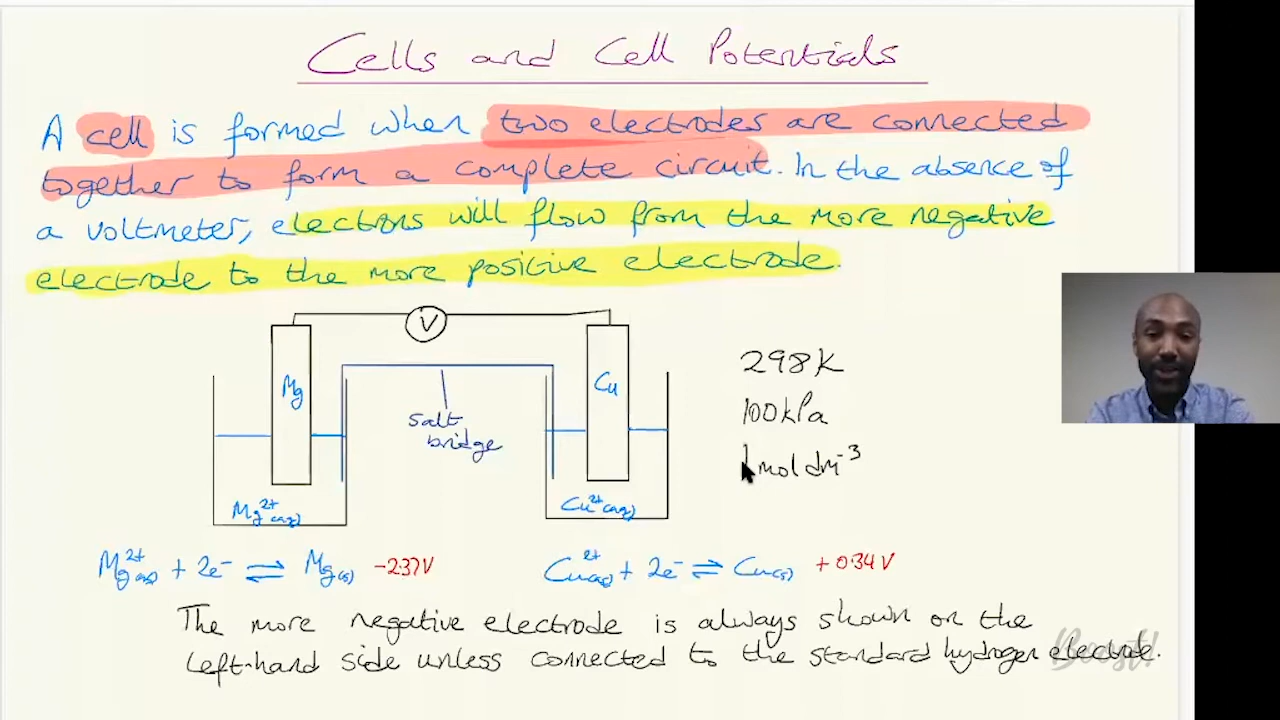 Cells and Cell Potentials
A cell is formed when two electrodes are connected
together to form a complete circuit. In the absence of
a voltmeter, electrons will flow from the more negative
electrode to the more positive electrode.
V
Mg
Cu
298K
100kPa
1 mol dm⁻³
salt
bridge
Mg²⁺(aq)
Cu²⁺(aq)
Mg²⁺(aq) + 2e⁻ ⇌ Mg(s) -2.37V
Cu²⁺(aq) + 2e⁻ ⇌ Cu(s) +0.34V
The more negative electrode is always shown on the
left-hand side unless connected to the standard hydrogen electrode.
Boost!